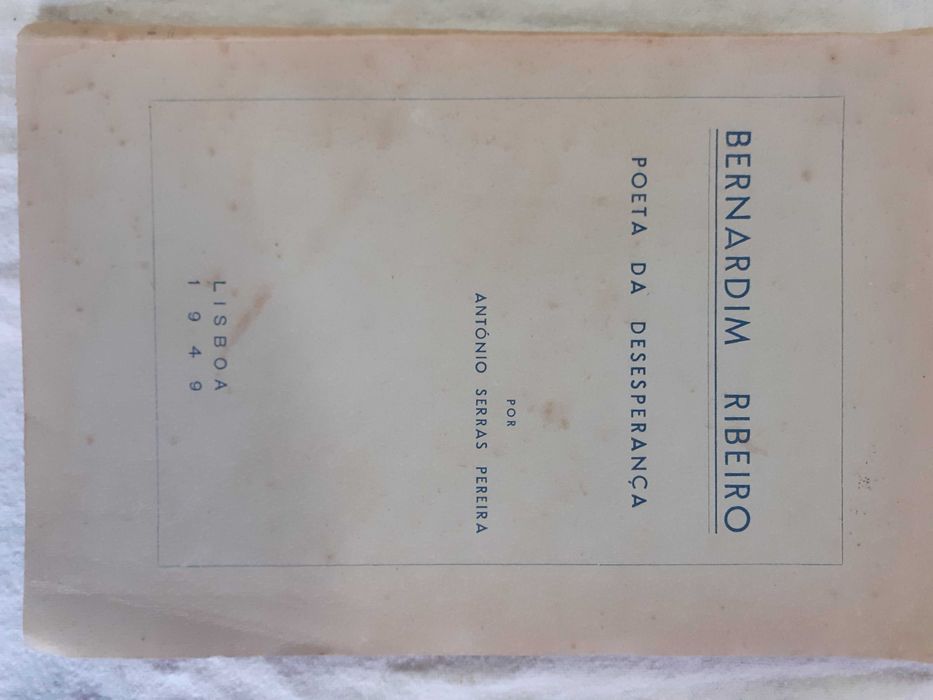 BERNARDIM RIBEIRO
POETA DA DESESPERANÇA
POR
ANTÓNIO SERRAS PEREIRA
LISBOA
1949